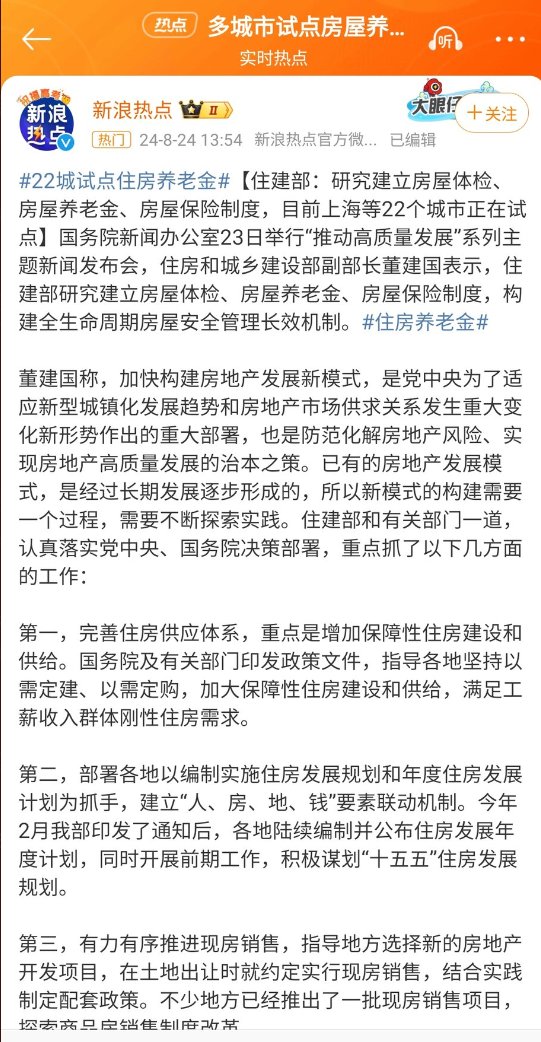 热点 多城市试点房屋养...
实时热点
听
祝福高考加
新浪
热点
新浪热点 II
大眼仔
+关注
热门 24-8-24 13:54 新浪热点官方微... 已编辑
#22城试点住房养老金#【住建部：研究建立房屋体检、
房屋养老金、房屋保险制度，目前上海等22个城市正在试
点】国务院新闻办公室23日举行“推动高质量发展”系列主
题新闻发布会，住房和城乡建设部副部长董建国表示，住
建部研究建立房屋体检、房屋养老金、房屋保险制度，构
建全生命周期房屋安全管理长效机制。#住房养老金#
董建国称，加快构建房地产发展新模式，是党中央为了适
应新型城镇化发展趋势和房地产市场供求关系发生重大变
化新形势作出的重大部署，也是防范化解房地产风险、实
现房地产高质量发展的治本之策。已有的房地产发展模
式，是经过长期发展逐步形成的，所以新模式的构建需要
一个过程，需要不断探索实践。住建部和有关部门一道，
认真落实党中央、国务院决策部署，重点抓了以下几方面
的工作：
第一，完善住房供应体系，重点是增加保障性住房建设和
供给。国务院及有关部门印发政策文件，指导各地坚持以
需定建、以需定购，加大保障性住房建设和供给，满足工
薪收入群体刚性住房需求。
第二，部署各地以编制实施住房发展规划和年度住房发展
计划为抓手，建立“人、房、地、钱”要素联动机制。今年
2月我部印发了通知后，各地陆续编制并公布住房发展年
度计划，同时开展前期工作，积极谋划“十五五”住房发展
规划。
第三，有力有序推进现房销售，指导地方选择新的房地产
开发项目，在土地出让时就约定实行现房销售，结合实践
制定配套政策。不少地方已经推出了一批现房销售项目，
探索商品房销售制度改革